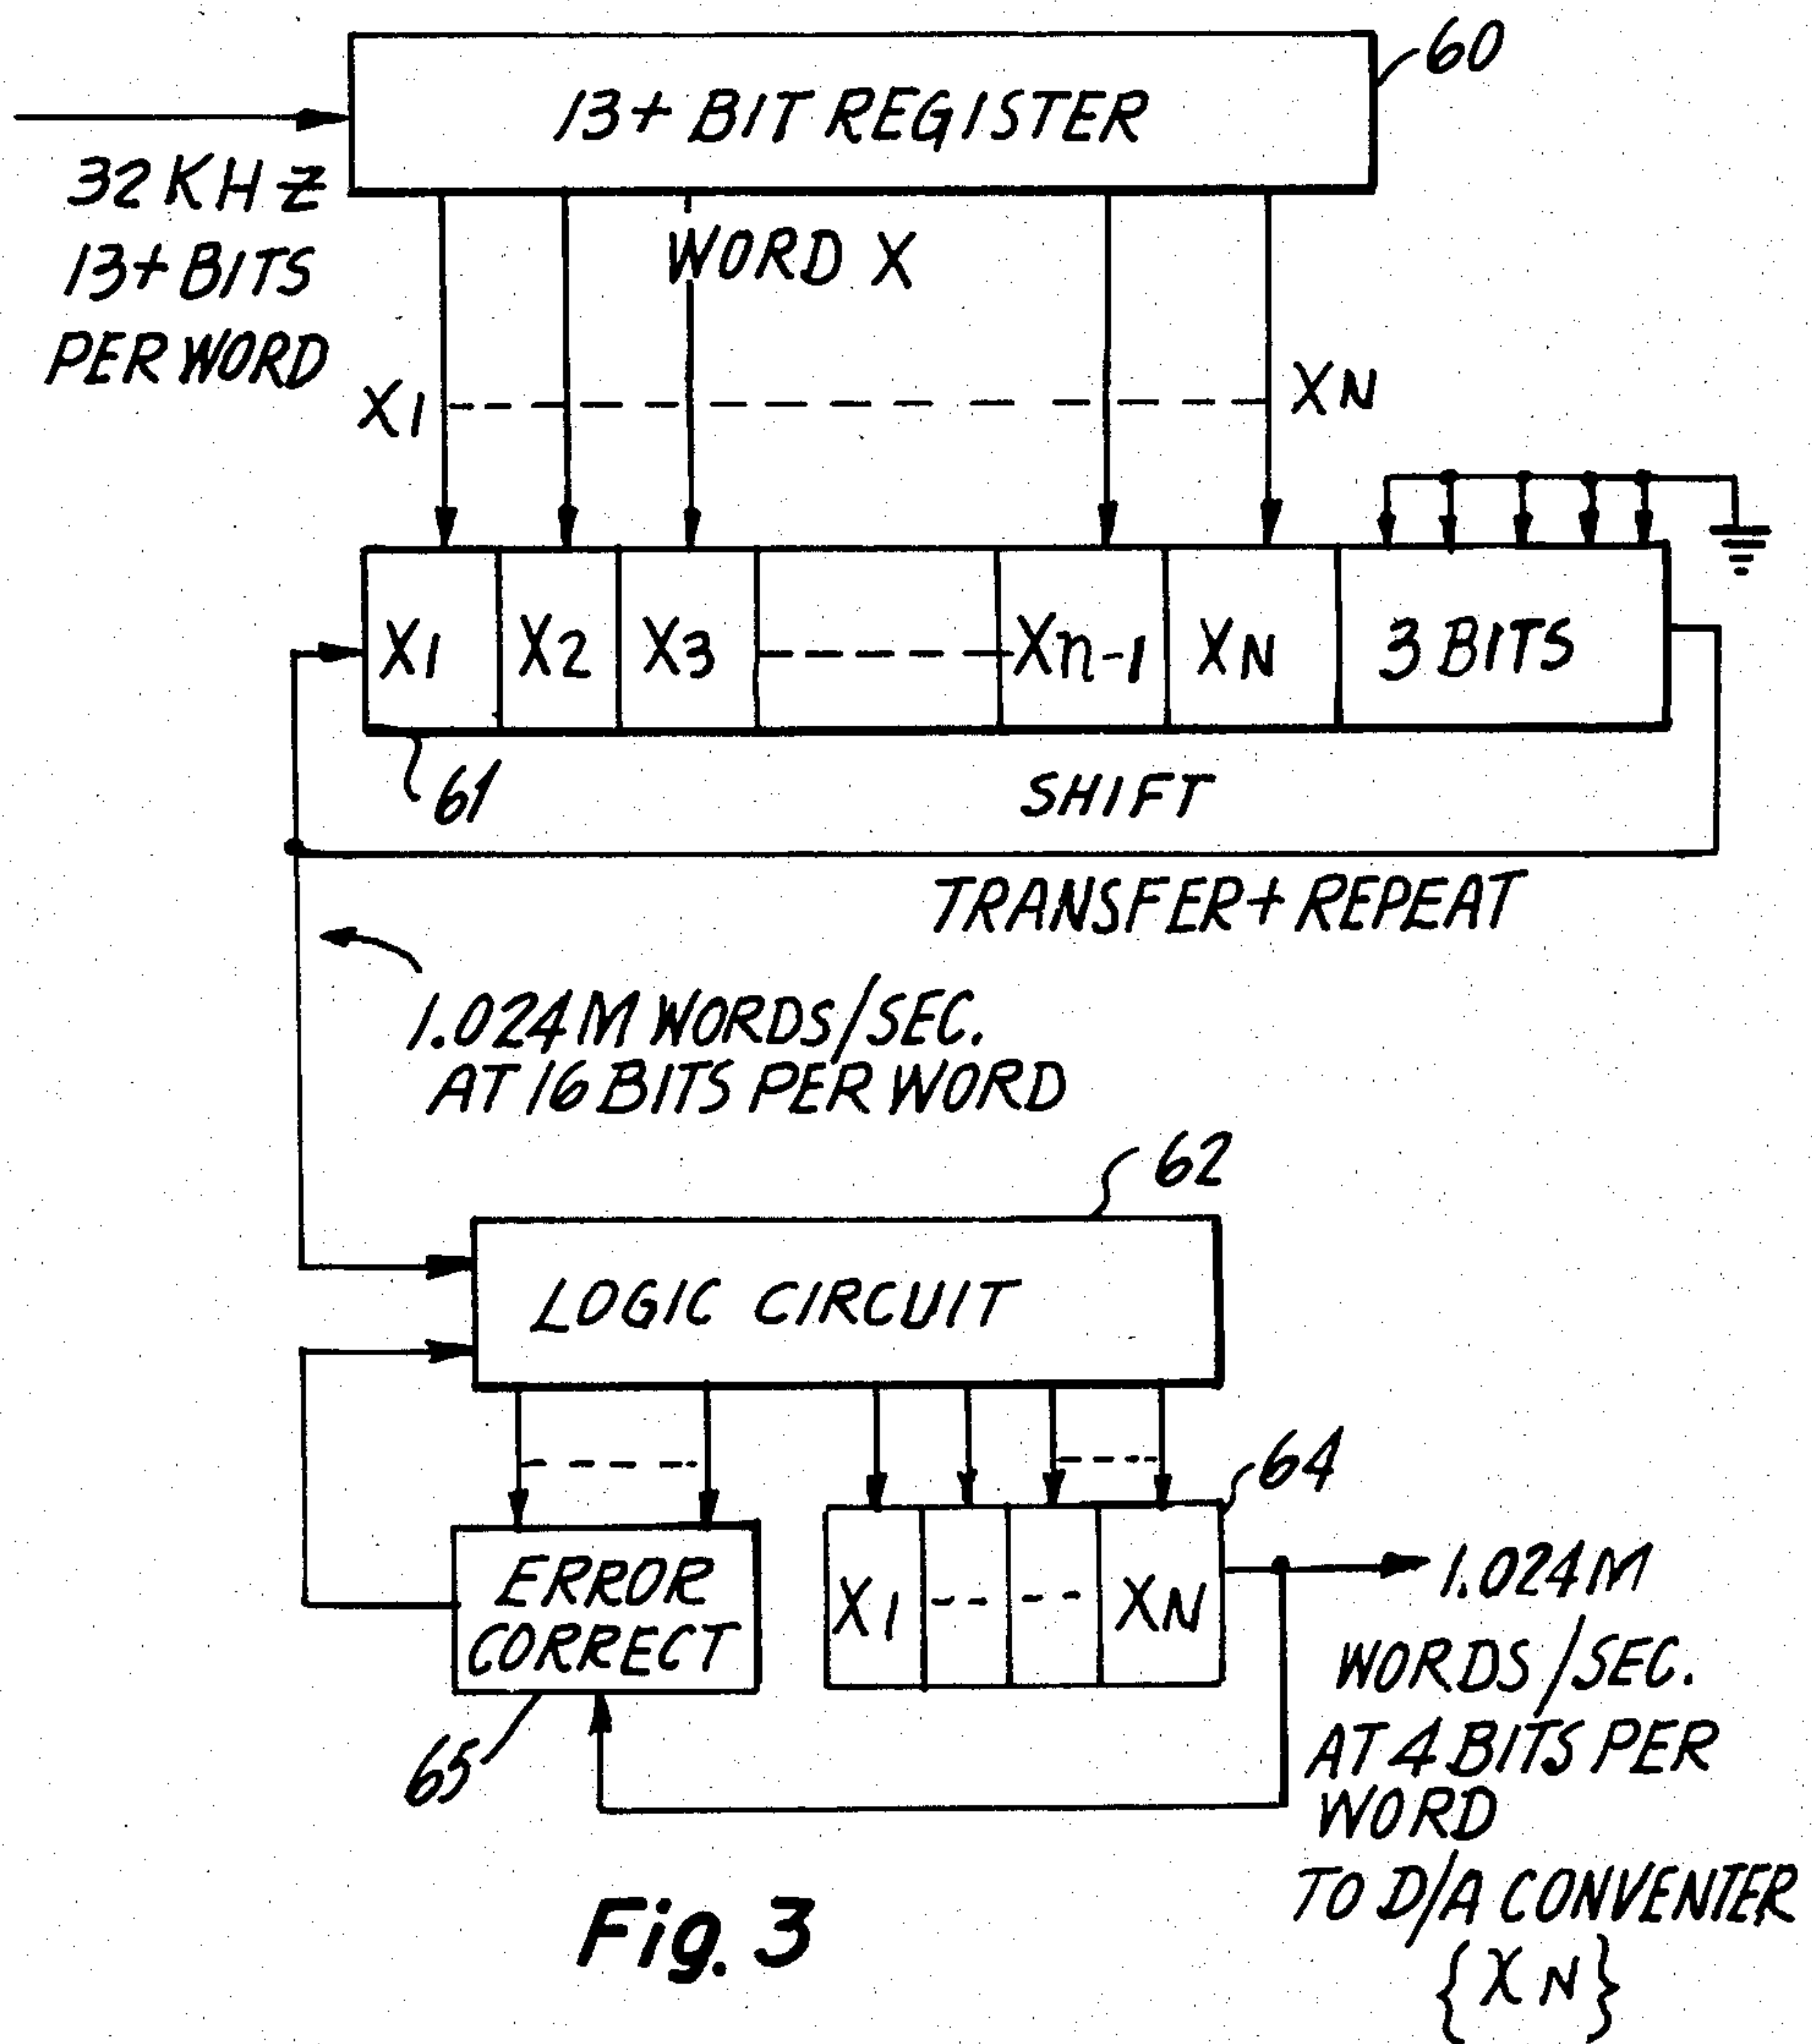 60
13+ BIT REGISTER
32 KHZ
13+ BITS
PER WORD
WORD X
X1
XN
X1 X2 X3 Xn-1 XN 3 BITS
61
SHIFT
TRANSFER + REPEAT
1.024 M WORDS/SEC.
AT 16 BITS PER WORD
62
LOGIC CIRCUIT
64
ERROR
CORRECT
X1 XN
65
1.024 M
WORDS/SEC.
AT 4 BITS PER
WORD
TO D/A CONVENTER
{XN}
Fig. 3